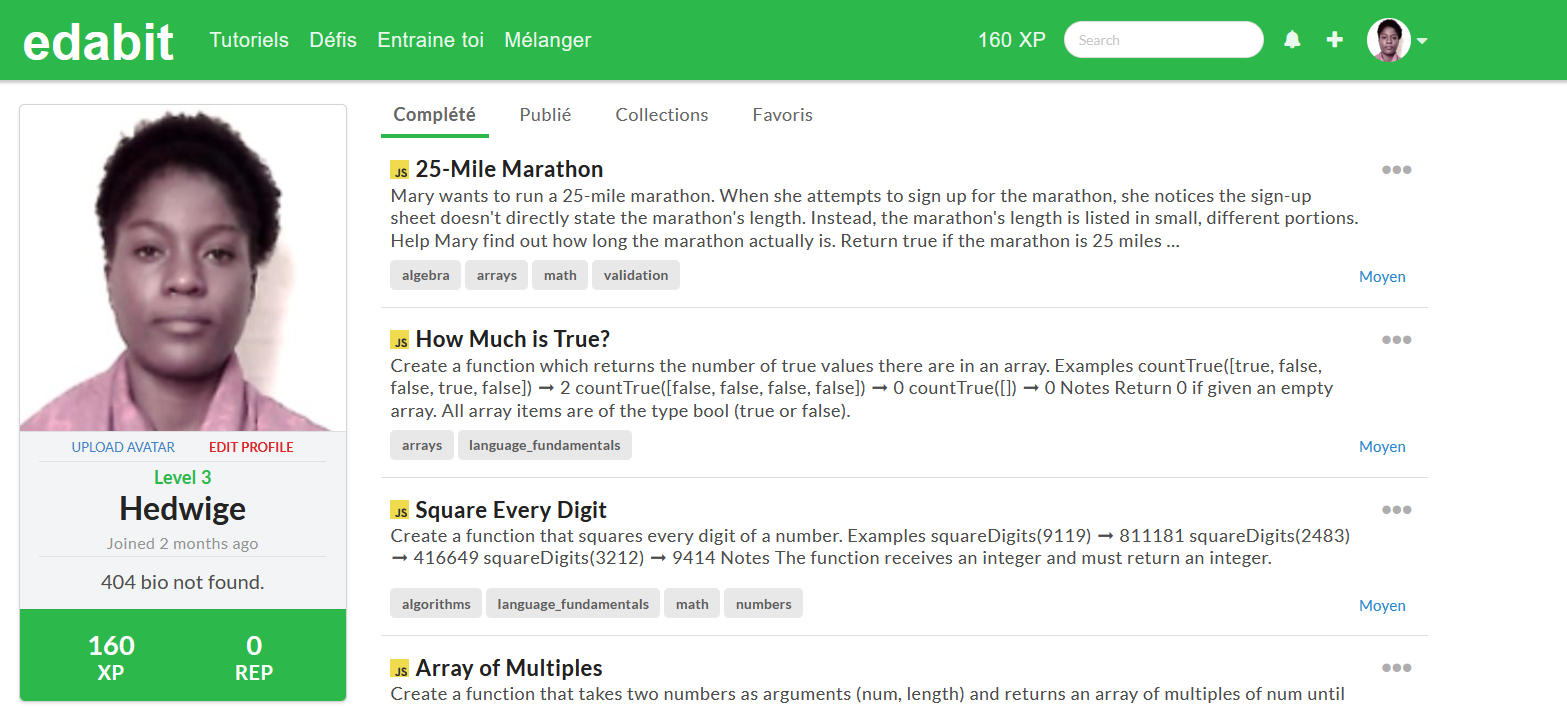 edabit
Tutoriels Défis Entraine toi Mélanger
160 XP
Search
UPLOAD AVATAR EDIT PROFILE
Level 3
Hedwige
Joined 2 months ago
404 bio not found.
160 0
XP REP
Complété Publié Collections Favoris
JS 25-Mile Marathon
Mary wants to run a 25-mile marathon. When she attempts to sign up for the marathon, she notices the sign-up
sheet doesn't directly state the marathon's length. Instead, the marathon's length is listed in small, different portions.
Help Mary find out how long the marathon actually is. Return true if the marathon is 25 miles ...
algebra arrays math validation
Moyen
JS How Much is True?
Create a function which returns the number of true values there are in an array. Examples countTrue([true, false,
false, true, false]) ➞ 2 countTrue([false, false, false, false]) ➞ 0 countTrue([]) ➞ 0 Notes Return 0 if given an empty
array. All array items are of the type bool (true or false).
arrays language_fundamentals
Moyen
JS Square Every Digit
Create a function that squares every digit of a number. Examples squareDigits(9119) ➞ 811181 squareDigits(2483)
➞ 416649 squareDigits(3212) ➞ 9414 Notes The function receives an integer and must return an integer.
algorithms language_fundamentals math numbers
Moyen
JS Array of Multiples
Create a function that takes two numbers as arguments (num, length) and returns an array of multiples of num until